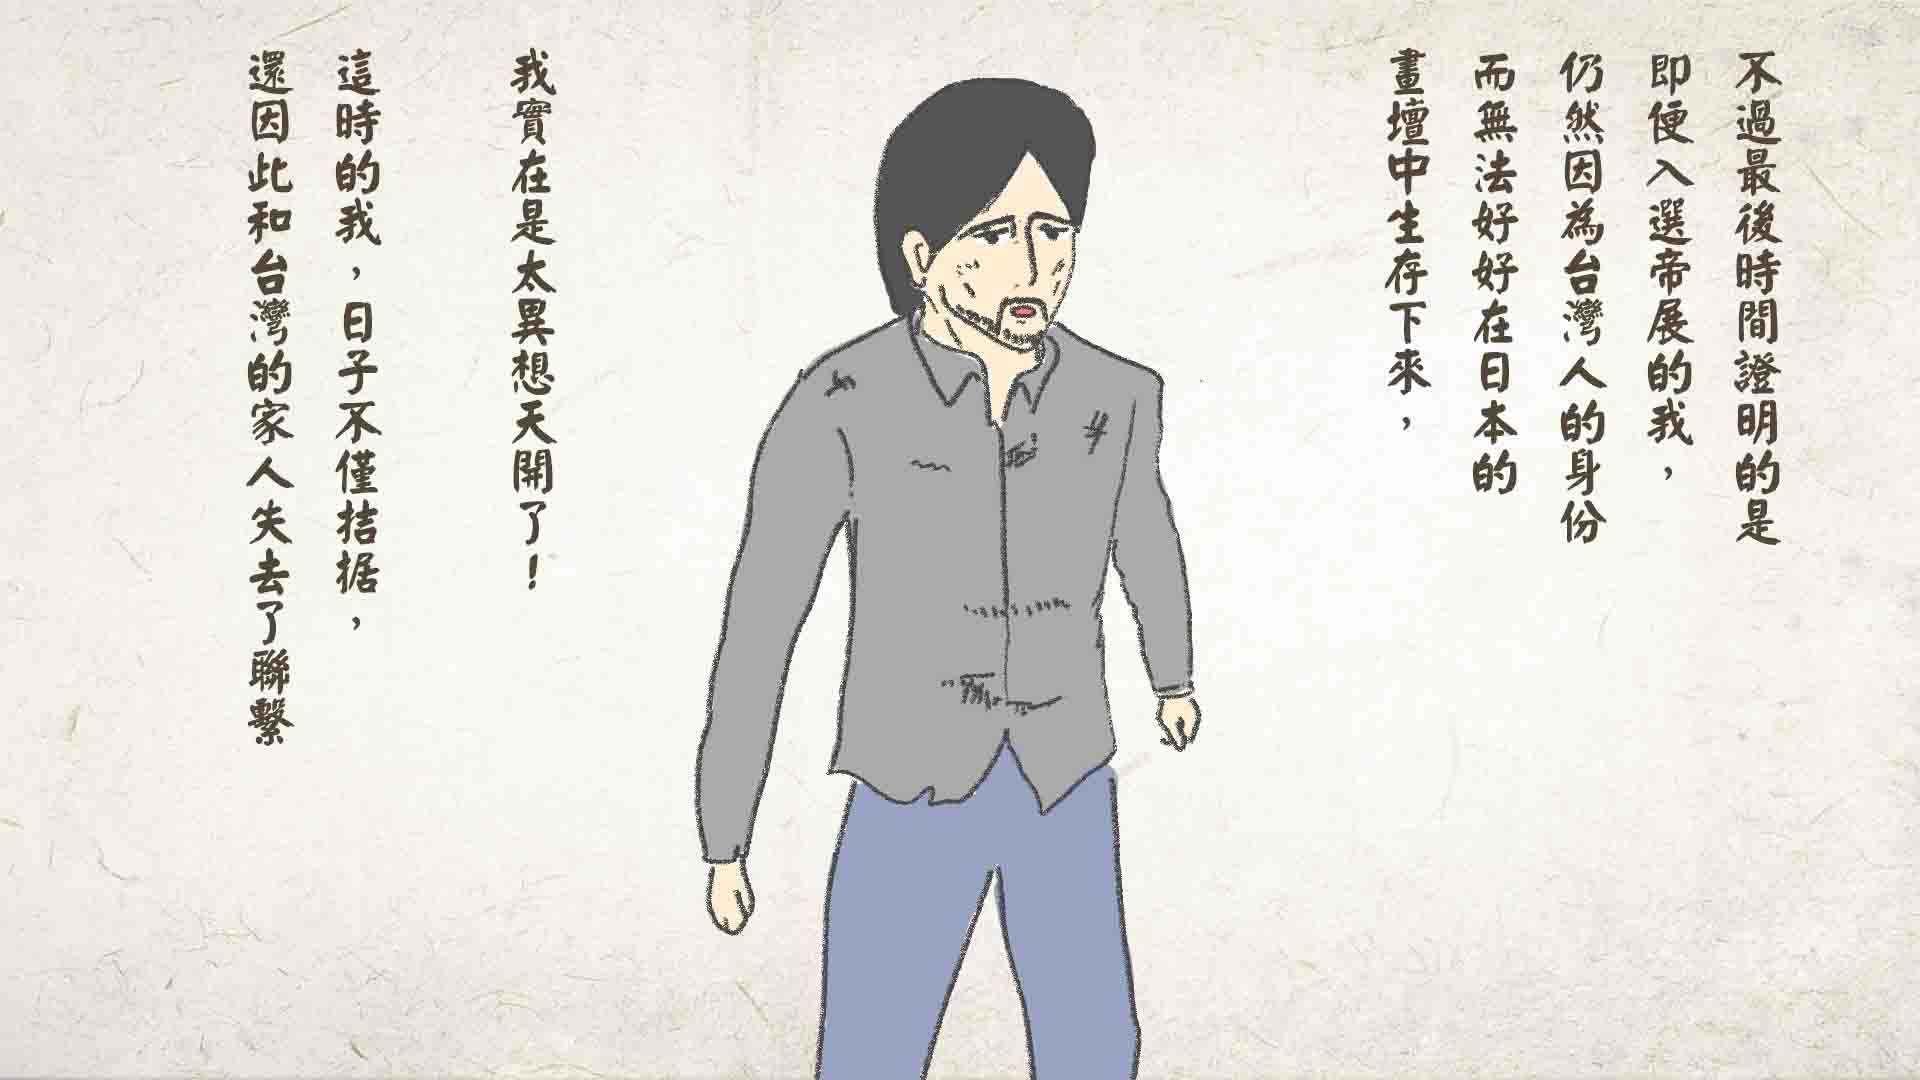 不過最後時間證明的是
即便入選帝展的我，
仍然因為台灣人的身份
而無法好好在日本的
畫壇中生存下來，
我實在是太異想天開了！
這時的我，日子不僅拮据，
還因此和台灣的家人失去了聯繫